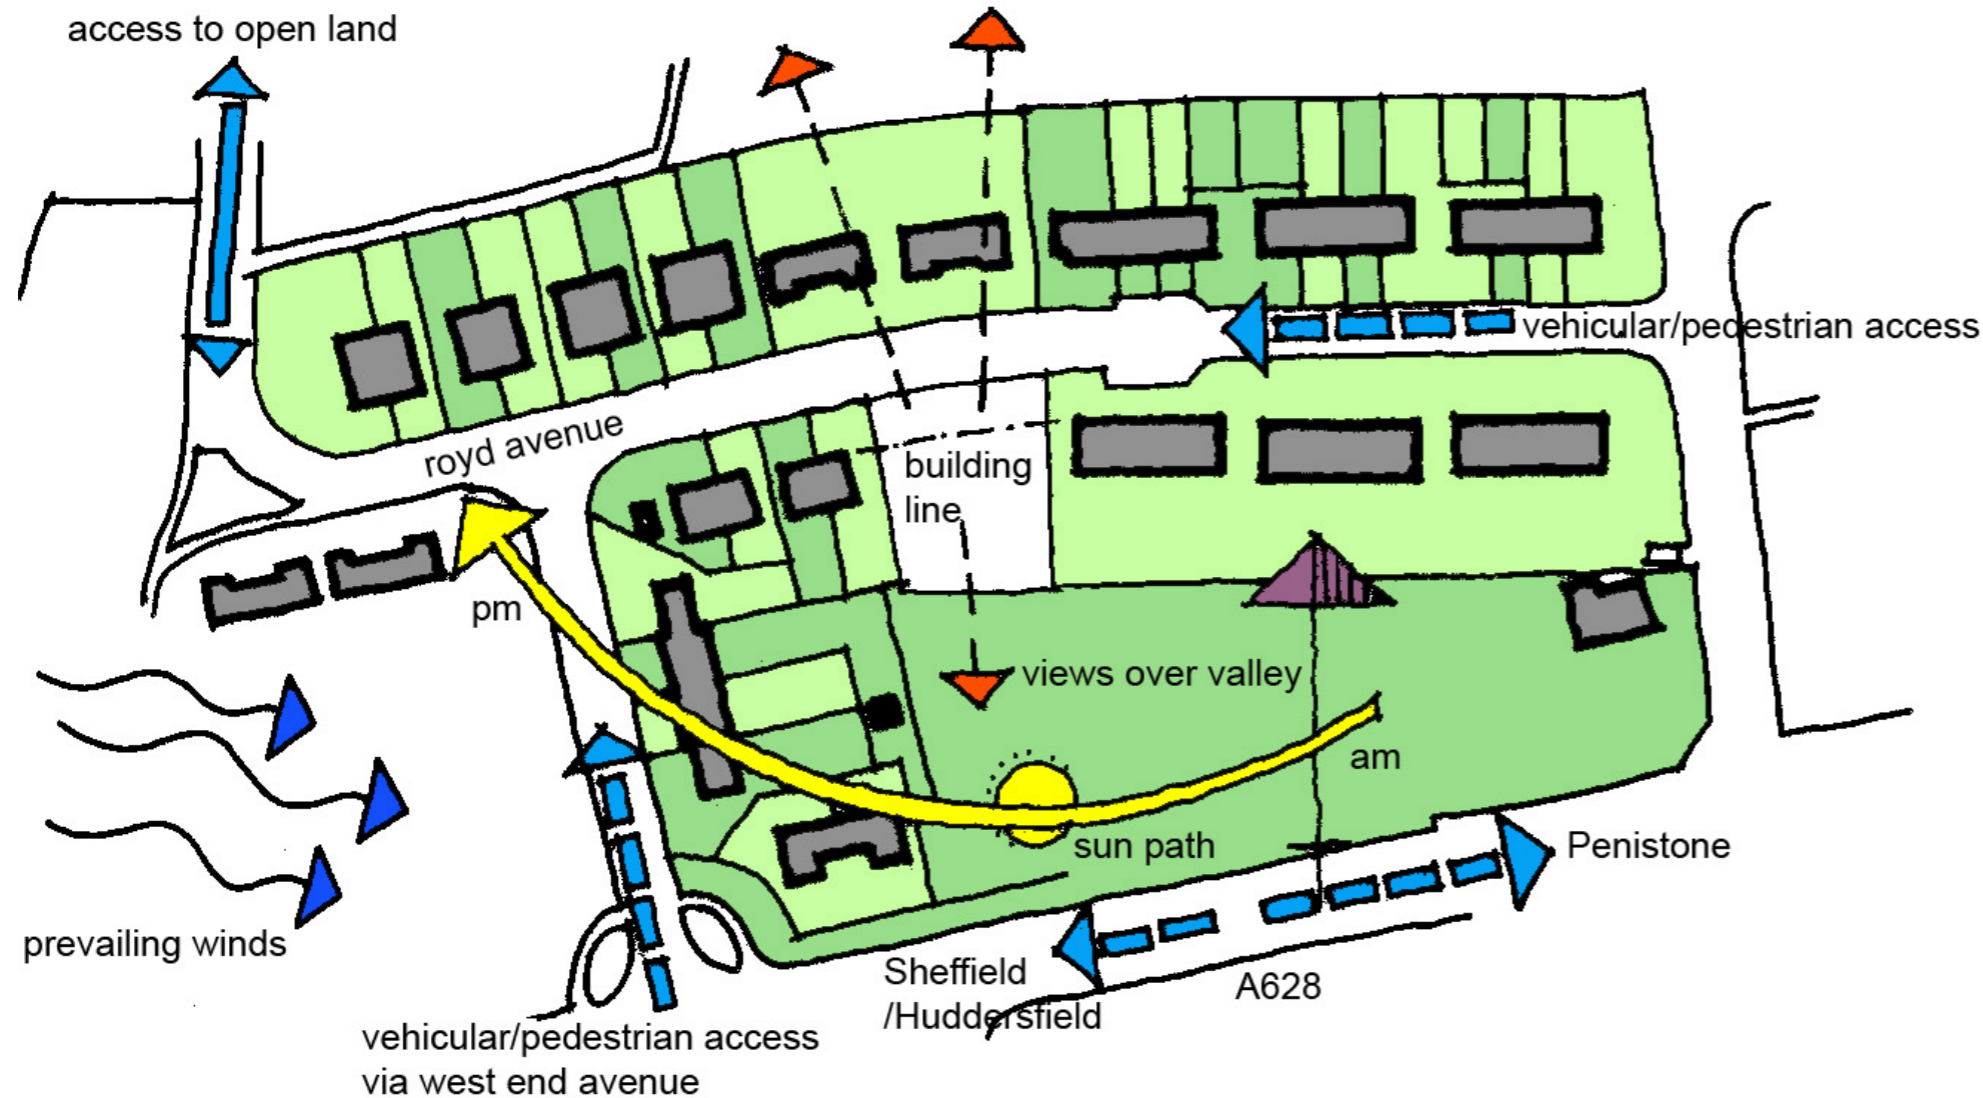 access to open land
vehicular/pedestrian access
royd avenue
building
line
pm
views over valley
am
sun path
Penistone
prevailing winds
Sheffield
/Huddersfield
A628
vehicular/pedestrian access
via west end avenue